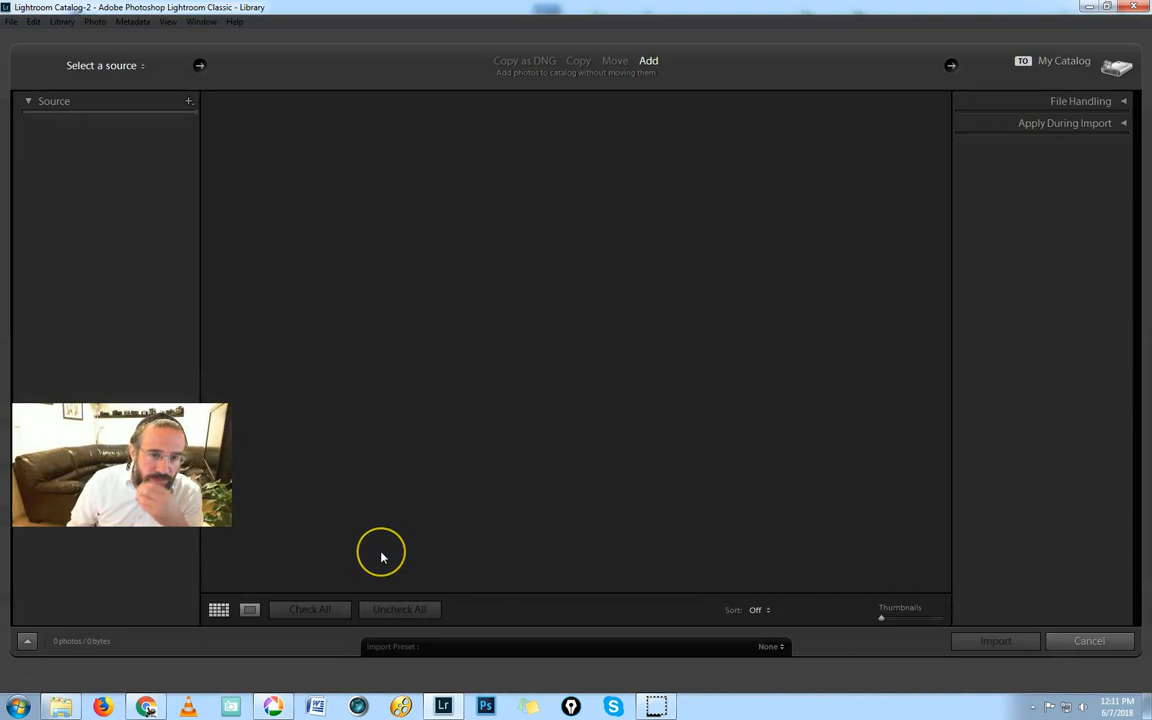 Lightroom Catalog-2 - Adobe Photoshop Lightroom Classic - Library
File Edit Library Photo Metadata View Window Help
Select a source
Copy as DNG Copy Move Add
Add photos to catalog without moving them
TO My Catalog
Source
File Handling
Apply During Import
Check All Uncheck All
Sort: Off
Thumbnails
0 photos / 0 bytes
Import Preset : None
Import Cancel
Lr Ps
12:11 PM
6/7/2018